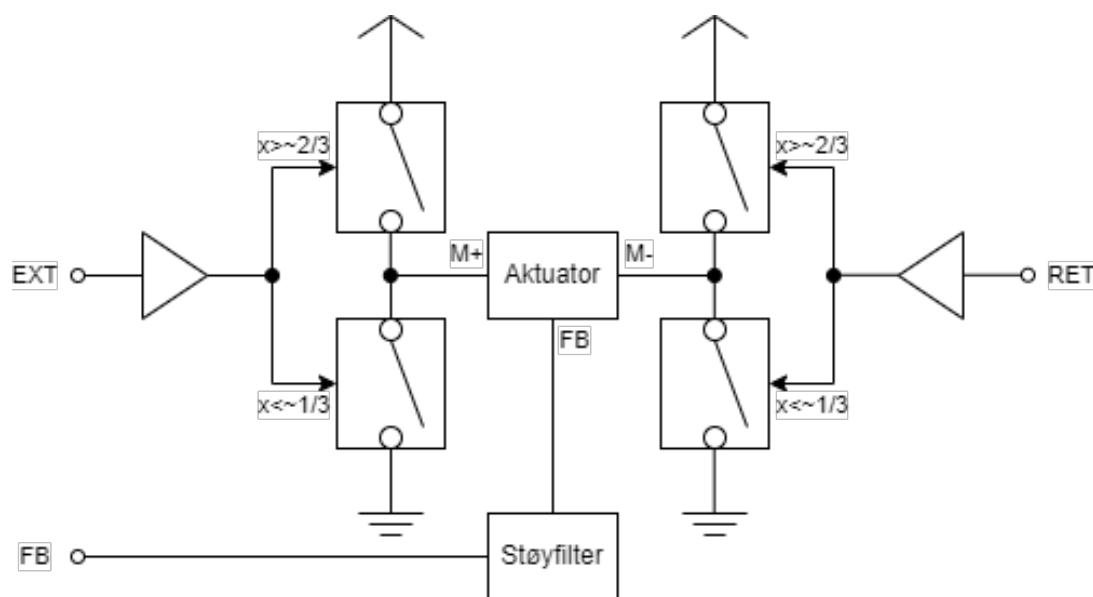 x>~2/3
x>~2/3
M+
Aktuator
M-
EXT
RET
FB
x<~1/3
x<~1/3
FB
Støyfilter